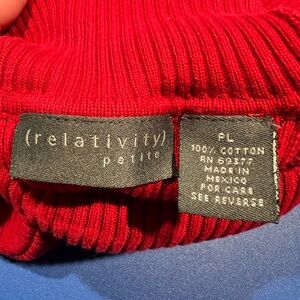 (relativity)
petite
PL
100% COTTON
RN 69377
MADE IN
MEXICO
FOR CARE
SEE REVERSE